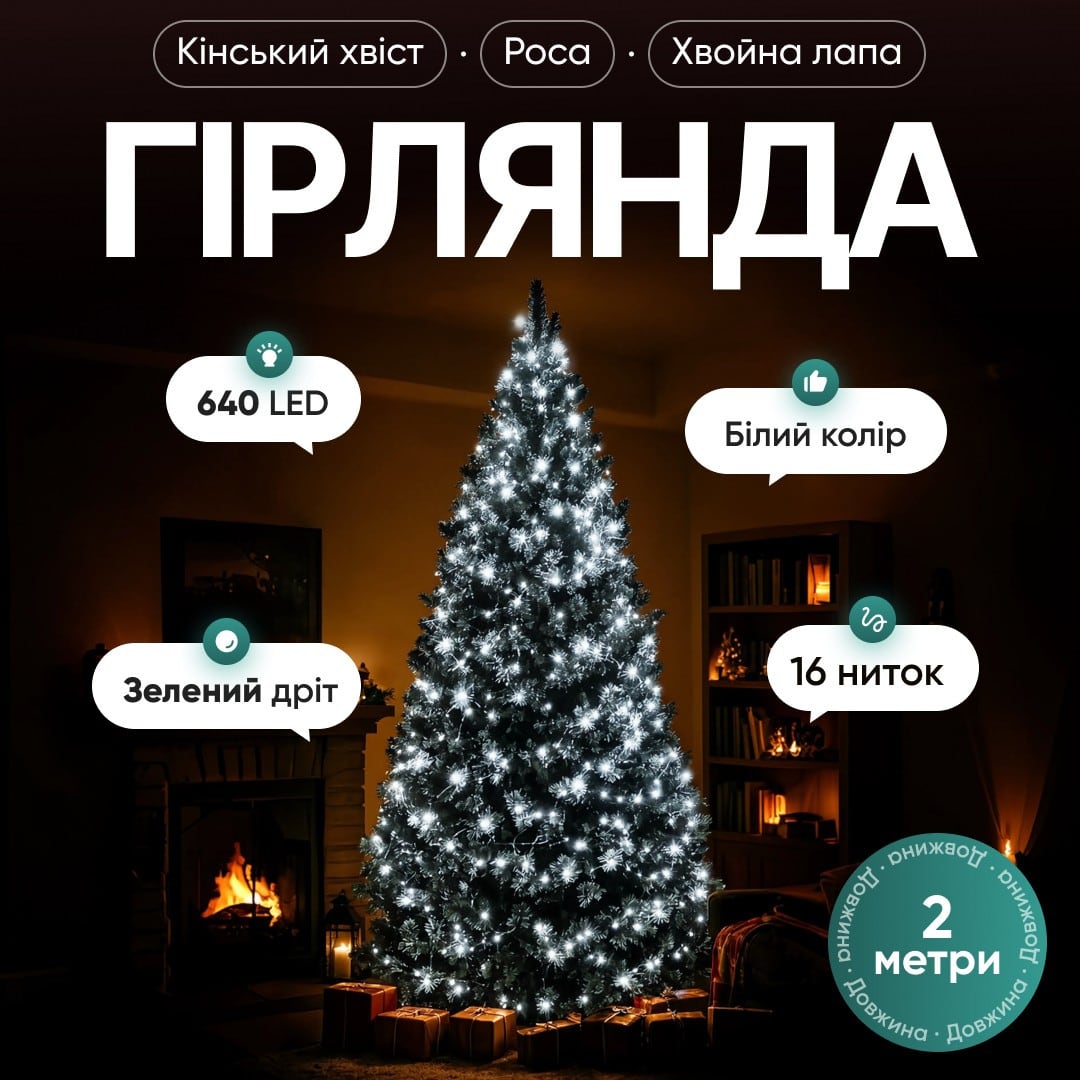 Кінський хвіст · Роса · Хвойна лапа
ГІРЛЯНДА
640 LED
Білий колір
Зелений дріт
16 ниток
2
метри
Довжина · Довжина · Довжина · Довжина · Довжина ·